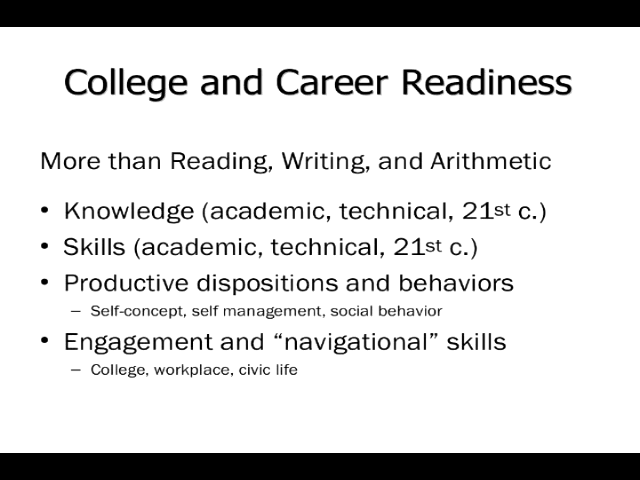 College and Career Readiness
More than Reading, Writing, and Arithmetic
• Knowledge (academic, technical, 21st c.)
• Skills (academic, technical, 21st c.)
• Productive dispositions and behaviors
– Self-concept, self management, social behavior
• Engagement and “navigational” skills
– College, workplace, civic life